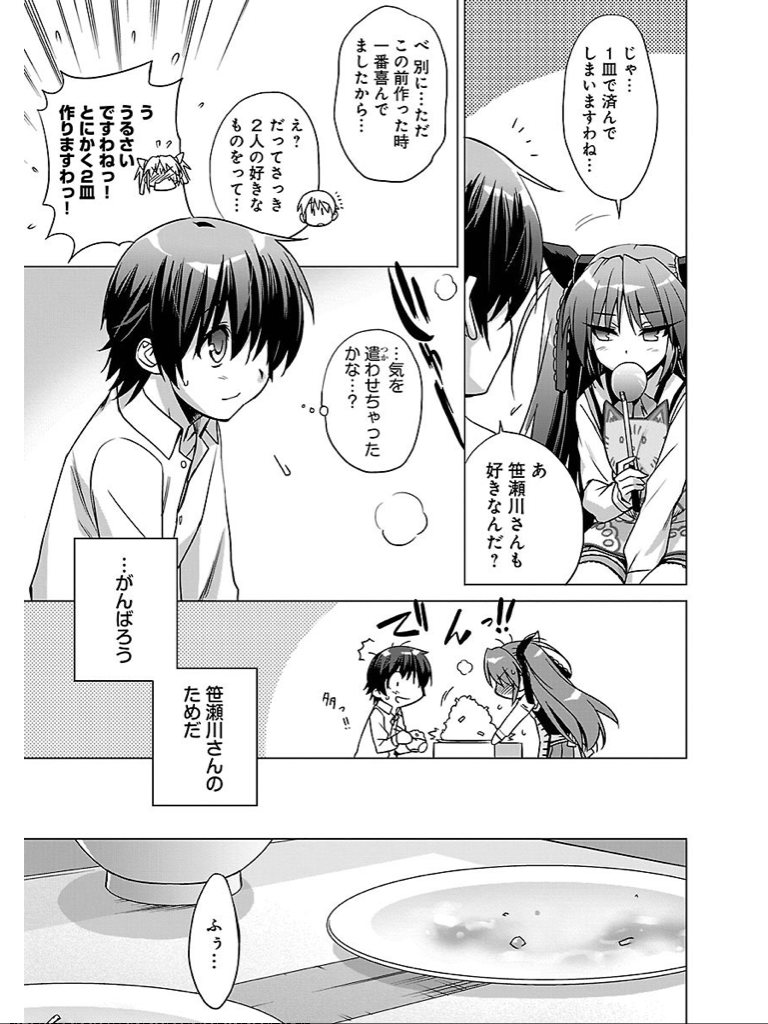 じゃ…
1皿で済んで
しまいますわね…
あ
笹瀬川さんも
好きなんだ?
べ 別に…ただ
この前作った時
一番喜んで
ましたから…
え?
だってさっき
2人の好きな
ものをって…
う
うるさい
ですわねっ!
とにかく2皿
作りますわっ!
…気を
遣わせちゃった
つか
かな…?
でんっ!!
タ"っ!!
…がんばろう
笹瀬川さんの
ためだ
ふぅ…